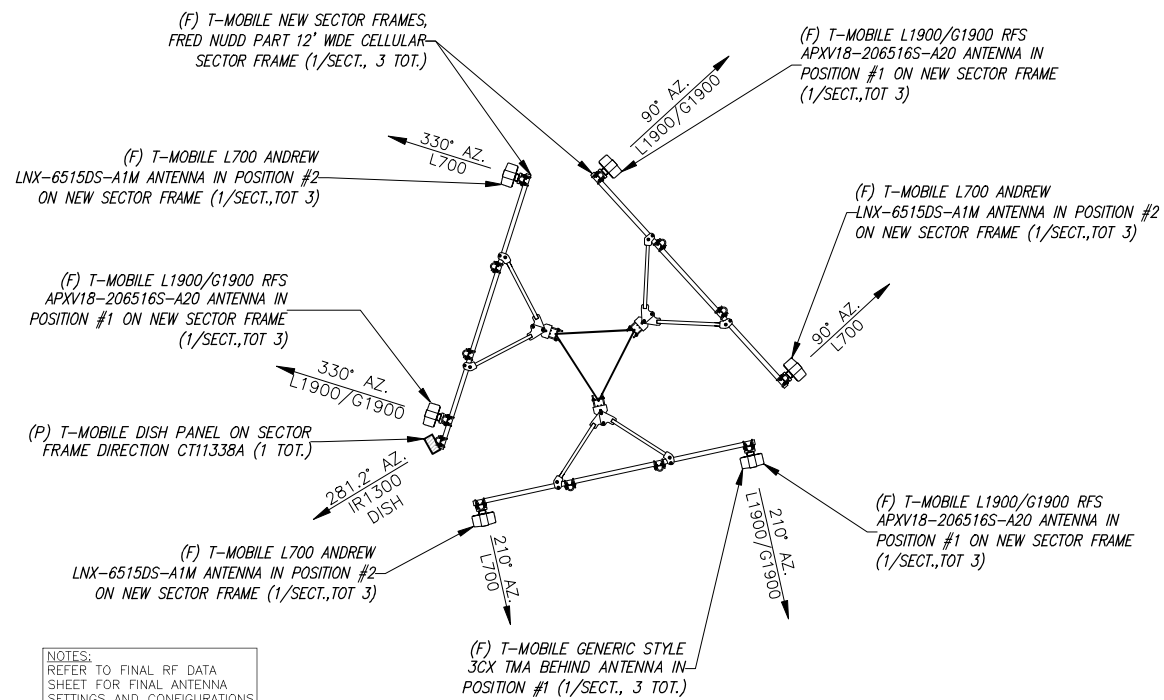 (F) T-MOBILE NEW SECTOR FRAMES,
FRED NUDD PART 12' WIDE CELLULAR
SECTOR FRAME (1/SECT., 3 TOT.)
(F) T-MOBILE L1900/G1900 RFS
APXV18-206516S-A20 ANTENNA IN
POSITION #1 ON NEW SECTOR FRAME
(1/SECT.,TOT 3)
90° AZ.
L1900/G1900
330° AZ.
L700
(F) T-MOBILE L700 ANDREW
LNX-6515DS-A1M ANTENNA IN POSITION #2
ON NEW SECTOR FRAME (1/SECT.,TOT 3)
(F) T-MOBILE L700 ANDREW
LNX-6515DS-A1M ANTENNA IN POSITION #2
ON NEW SECTOR FRAME (1/SECT.,TOT 3)
(F) T-MOBILE L1900/G1900 RFS
APXV18-206516S-A20 ANTENNA IN
POSITION #1 ON NEW SECTOR FRAME
(1/SECT.,TOT 3)
90° AZ.
L700
330° AZ.
L1900/G1900
(P) T-MOBILE DISH PANEL ON SECTOR
FRAME DIRECTION CT11338A (1 TOT.)
281.2° AZ.
IR1300
DISH
(F) T-MOBILE L1900/G1900 RFS
APXV18-206516S-A20 ANTENNA IN
POSITION #1 ON NEW SECTOR FRAME
(1/SECT.,TOT 3)
210° AZ.
L1900/G1900
(F) T-MOBILE L700 ANDREW
LNX-6515DS-A1M ANTENNA IN POSITION #2
ON NEW SECTOR FRAME (1/SECT.,TOT 3)
210° AZ.
L700
(F) T-MOBILE GENERIC STYLE
3CX TMA BEHIND ANTENNA IN
POSITION #1 (1/SECT., 3 TOT.)
NOTES:
REFER TO FINAL RF DATA
SHEET FOR FINAL ANTENNA
SETTINGS AND CONFIGURATIONS